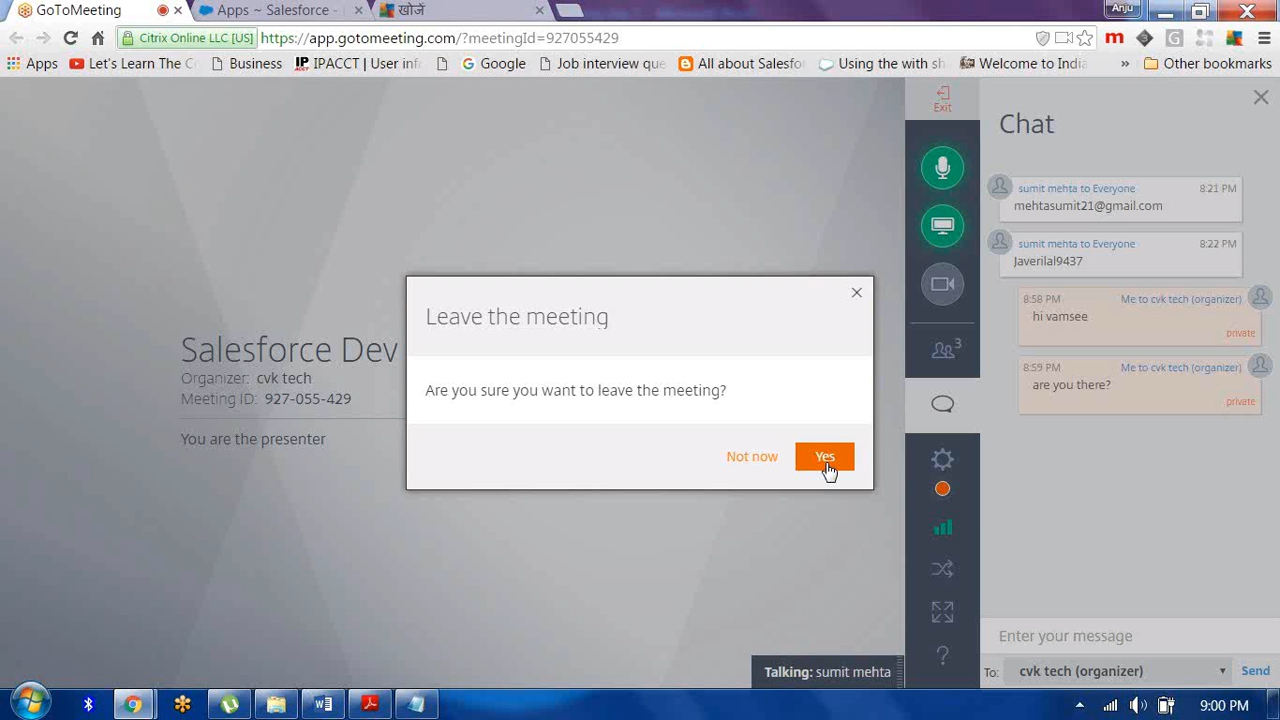 GoToMeeting
Apps ~ Salesforce -
खोजें
Anju
Citrix Online LLC [US]
https://app.gotomeeting.com/?meetingId=927055429
Apps
Let's Learn The Co
Business
IPACCT | User inf
Google
Job interview que
All about Salesfo
Using the with sh
Welcome to India
»
Other bookmarks
Exit
Chat
sumit mehta to Everyone 8:21 PM
mehtasumit21@gmail.com
sumit mehta to Everyone 8:22 PM
Javerilal9437
8:58 PM Me to cvk tech (organizer)
hi vamsee
private
8:59 PM Me to cvk tech (organizer)
are you there?
private
3
Leave the meeting
Are you sure you want to leave the meeting?
Not now
Yes
Salesforce Dev
Organizer: cvk tech
Meeting ID: 927-055-429
You are the presenter
Talking: sumit mehta
Enter your message
To: cvk tech (organizer)
Send
9:00 PM